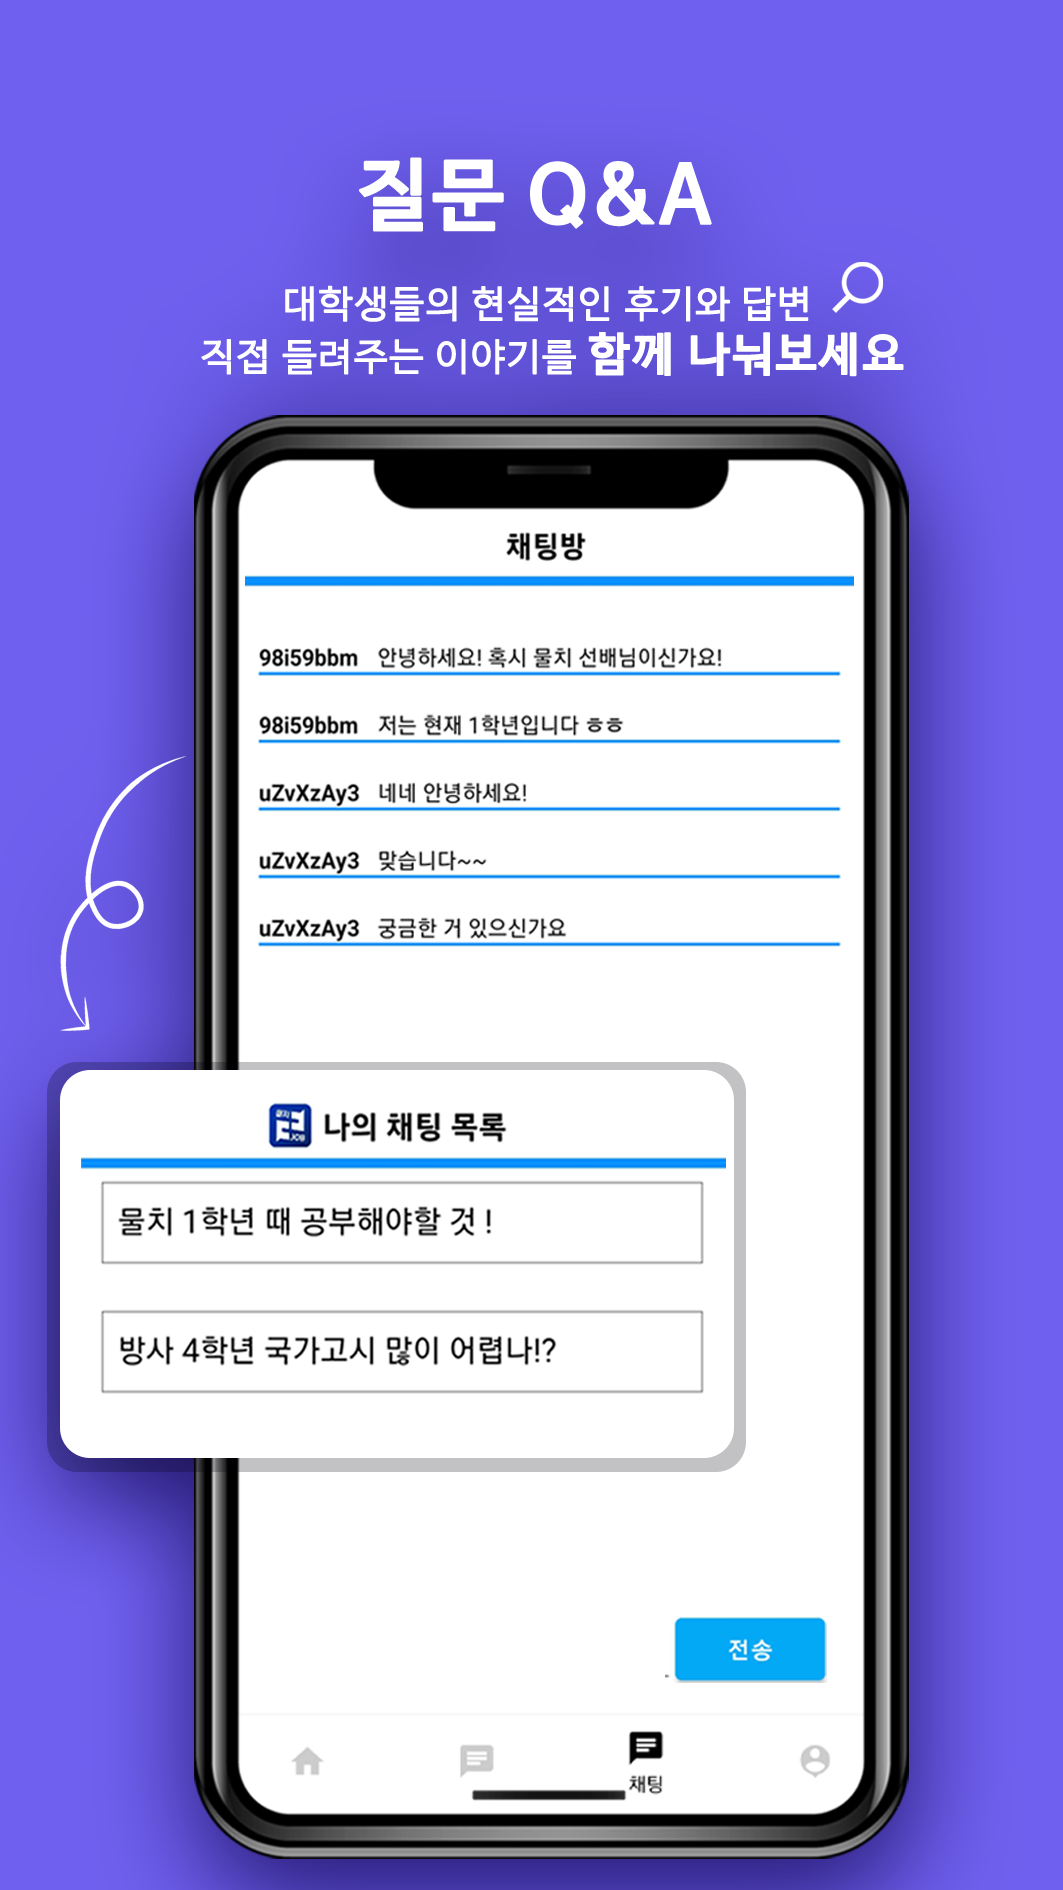 질문 Q&A
대학생들의 현실적인 후기와 답변
직접 들려주는 이야기를 함께 나눠보세요
채팅방
98i59bbm 안녕하세요! 혹시 물치 선배님이신가요!
98i59bbm 저는 현재 1학년입니다 ㅎㅎ
uZvXzAy3 네네 안녕하세요!
uZvXzAy3 맞습니다~~
uZvXzAy3 궁금한 거 있으신가요
나의 채팅 목록
물치 1학년 때 공부해야할 것 !
방사 4학년 국가고시 많이 어렵나!?
전송
채팅